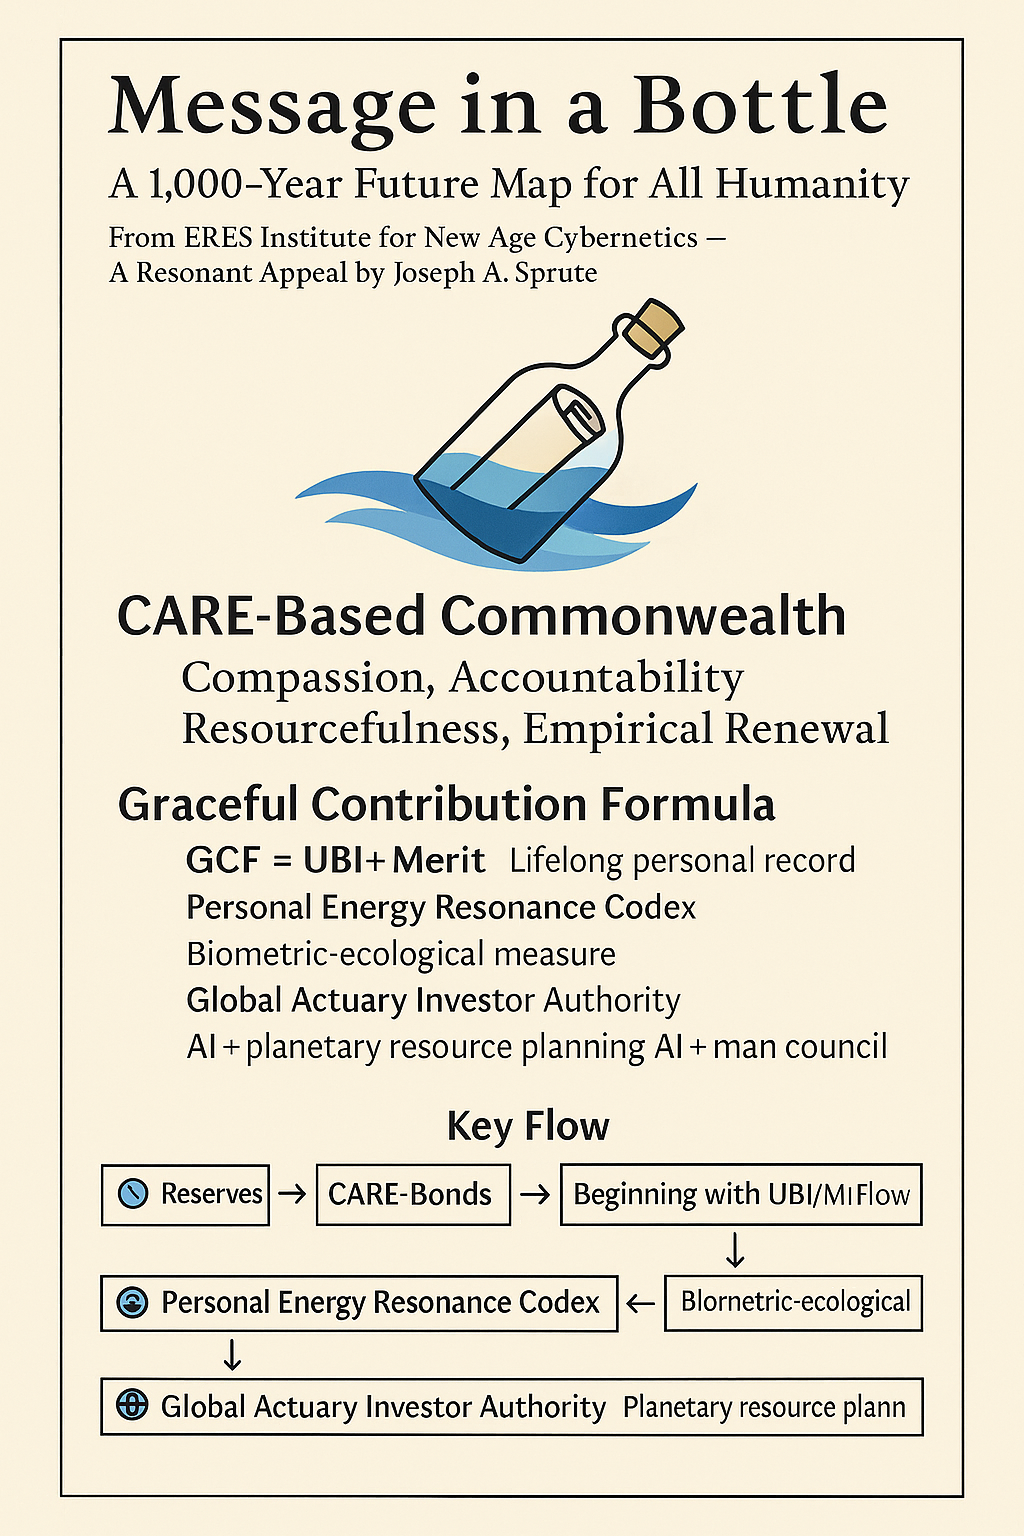 Message in a Bottle
A 1,000–Year Future Map for All Humanity
From ERES Institute for New Age Cybernetics —
A Resonant Appeal by Joseph A. Sprute
CARE-Based Commonwealth
Compassion, Accountability
Resourcefulness, Empirical Renewal
Graceful Contribution Formula
GCF = UBI+Merit Lifelong personal record
Personal Energy Resonance Codex
Biometric-ecological measure
Global Actuary Investor Authority
AI+planetary resource planning AI+man council
Key Flow
Reserves → CARE-Bonds → Beginning with UBI/MIFlow
↓
Personal Energy Resonance Codex ← Blornetric-ecological
↓
Global Actuary Investor Authority Planetary resource plann